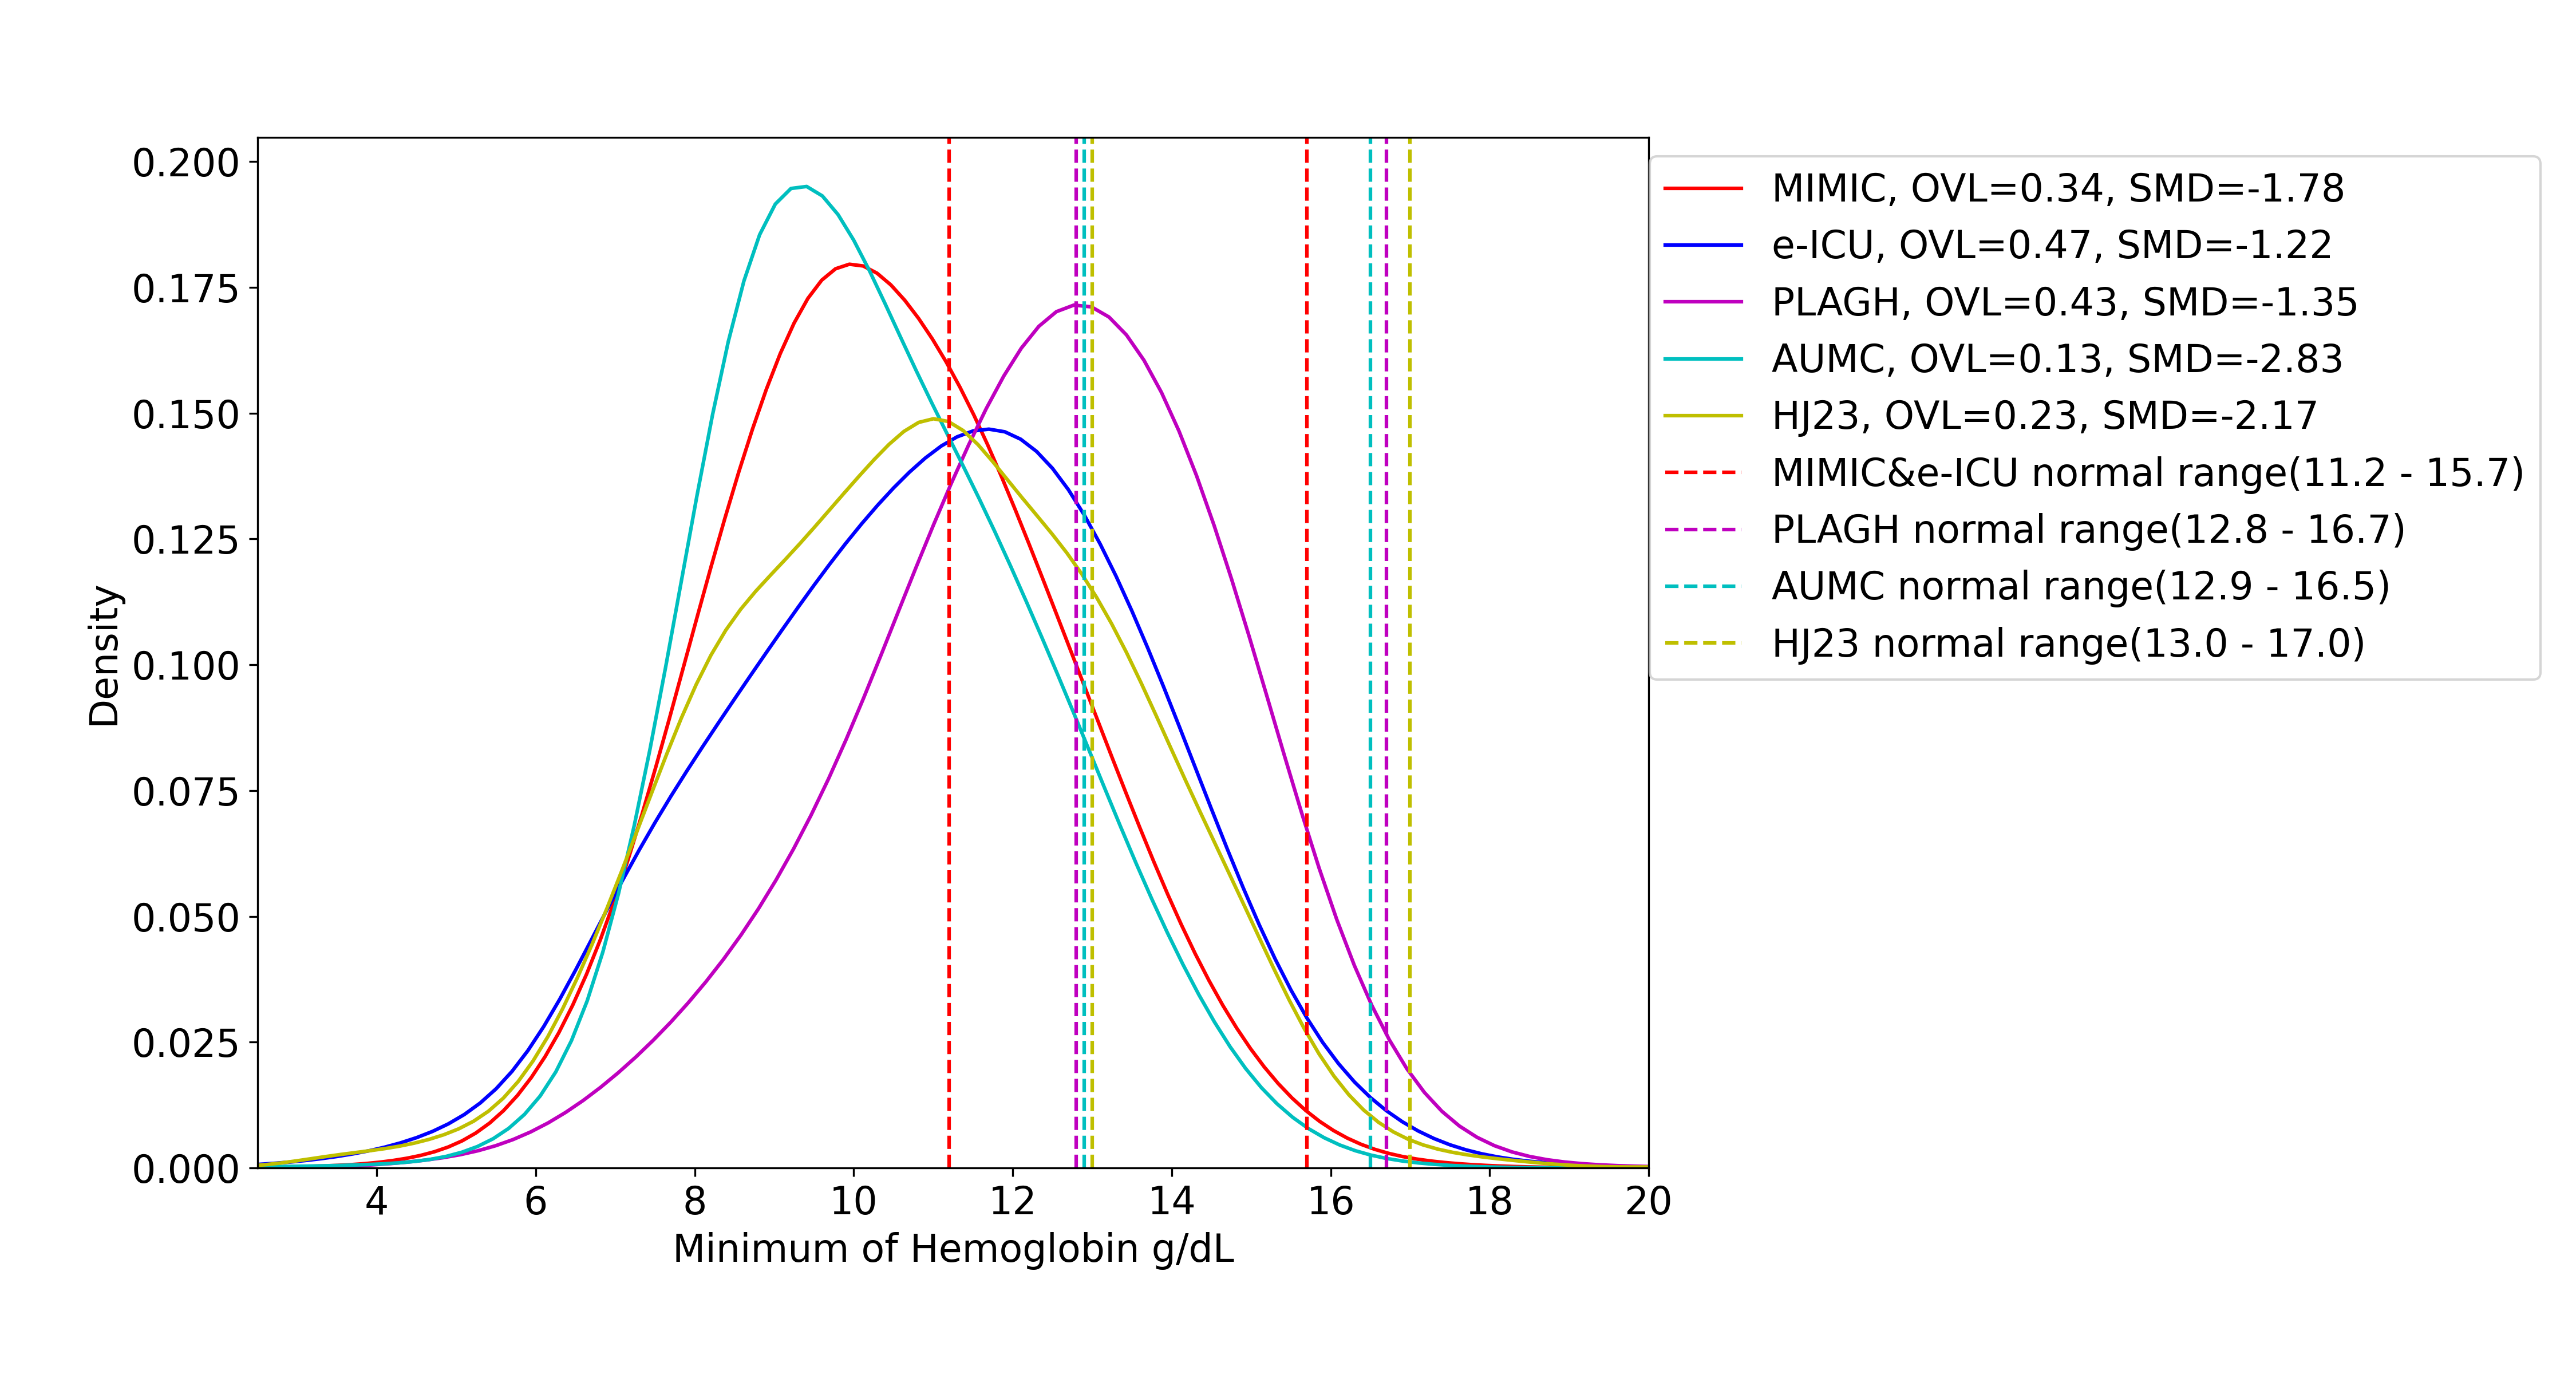 0.200
0.175
0.150
0.125
0.100
0.075
0.050
0.025
0.000
Density
4 6 8 10 12 14 16 18 20
Minimum of Hemoglobin g/dL
MIMIC, OVL=0.34, SMD=-1.78
e-ICU, OVL=0.47, SMD=-1.22
PLAGH, OVL=0.43, SMD=-1.35
AUMC, OVL=0.13, SMD=-2.83
HJ23, OVL=0.23, SMD=-2.17
MIMIC&e-ICU normal range(11.2 - 15.7)
PLAGH normal range(12.8 - 16.7)
AUMC normal range(12.9 - 16.5)
HJ23 normal range(13.0 - 17.0)